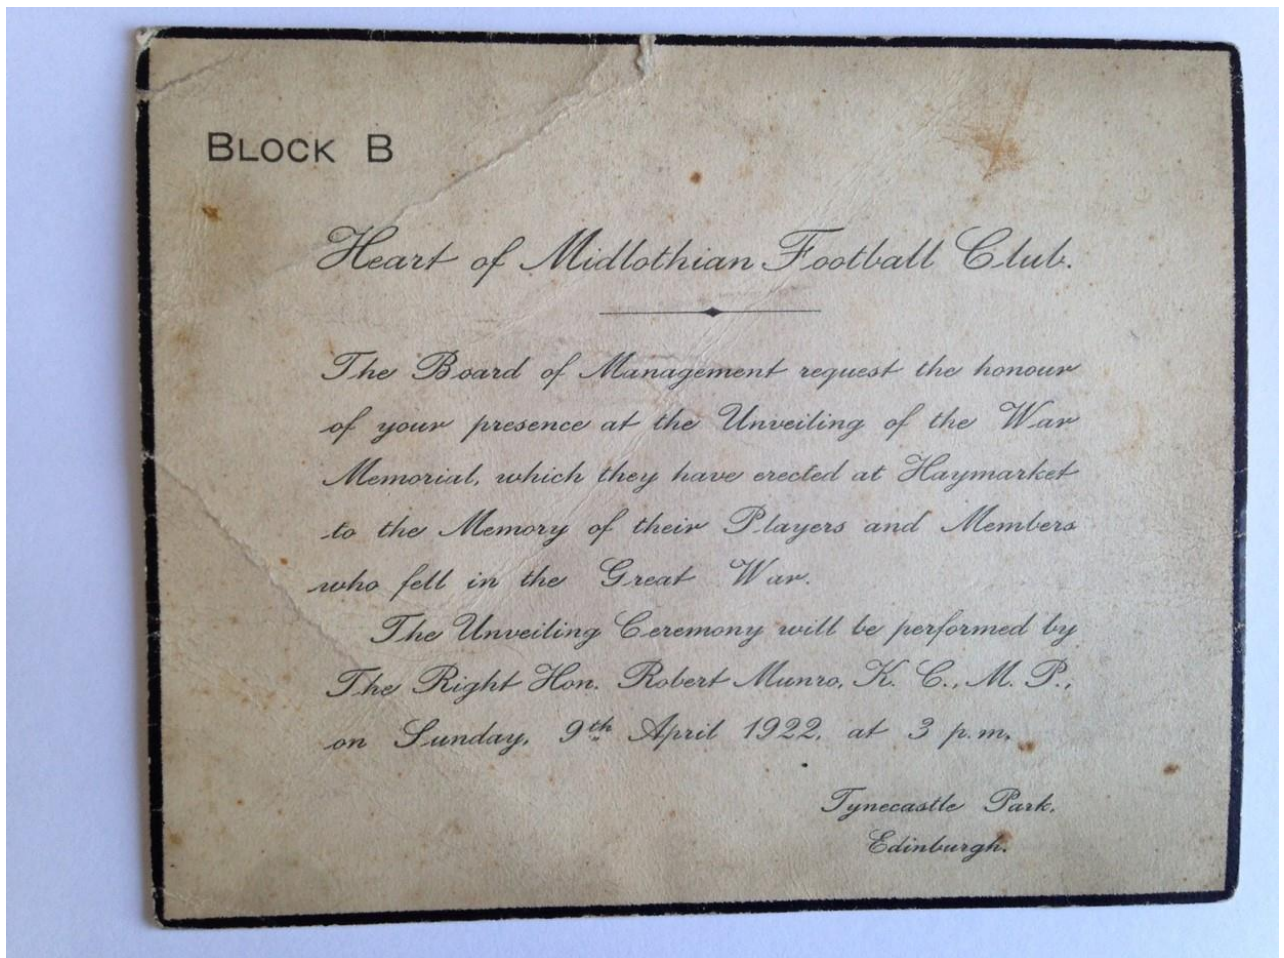 BLOCK B
Heart of Midlothian Football Club.
The Board of Management request the honour
of your presence at the Unveiling of the War
Memorial, which they have erected at Haymarket
to the Memory of their Players and Members
who fell in the Great War.
The Unveiling Ceremony will be performed by
The Right Hon. Robert Munro, K. C., M. P.,
on Sunday, 9th April 1922, at 3 p.m.
Tynecastle Park,
Edinburgh.